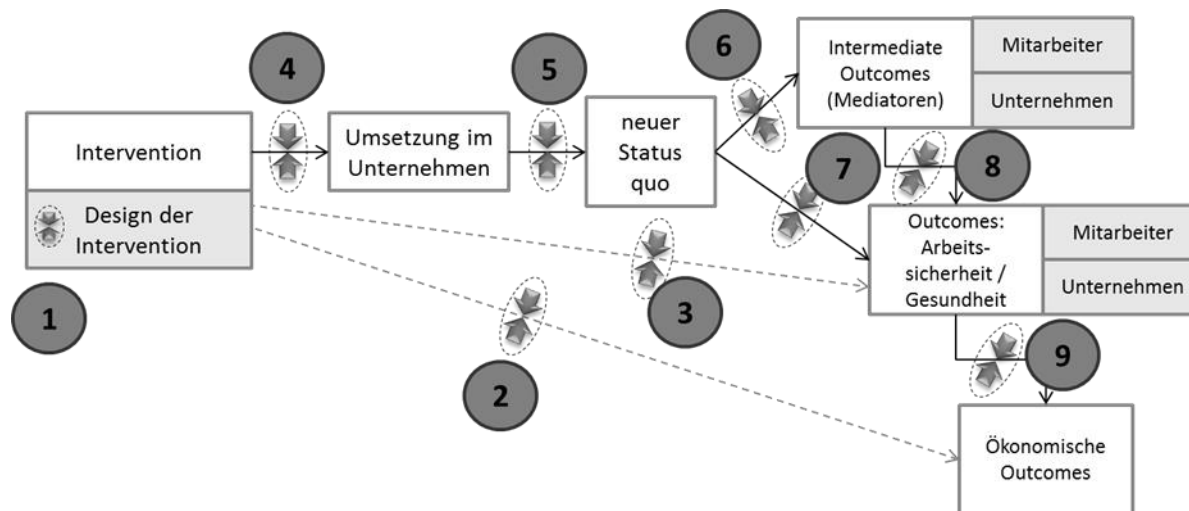 4
5
6
Intermediate
Outcomes
(Mediatoren)
Mitarbeiter
Unternehmen
Intervention
Umsetzung im
Unternehmen
neuer
Status
quo
7
8
Design der
Intervention
Outcomes:
Arbeits-
sicherheit /
Gesundheit
Mitarbeiter
Unternehmen
1
2
3
9
Ökonomische
Outcomes